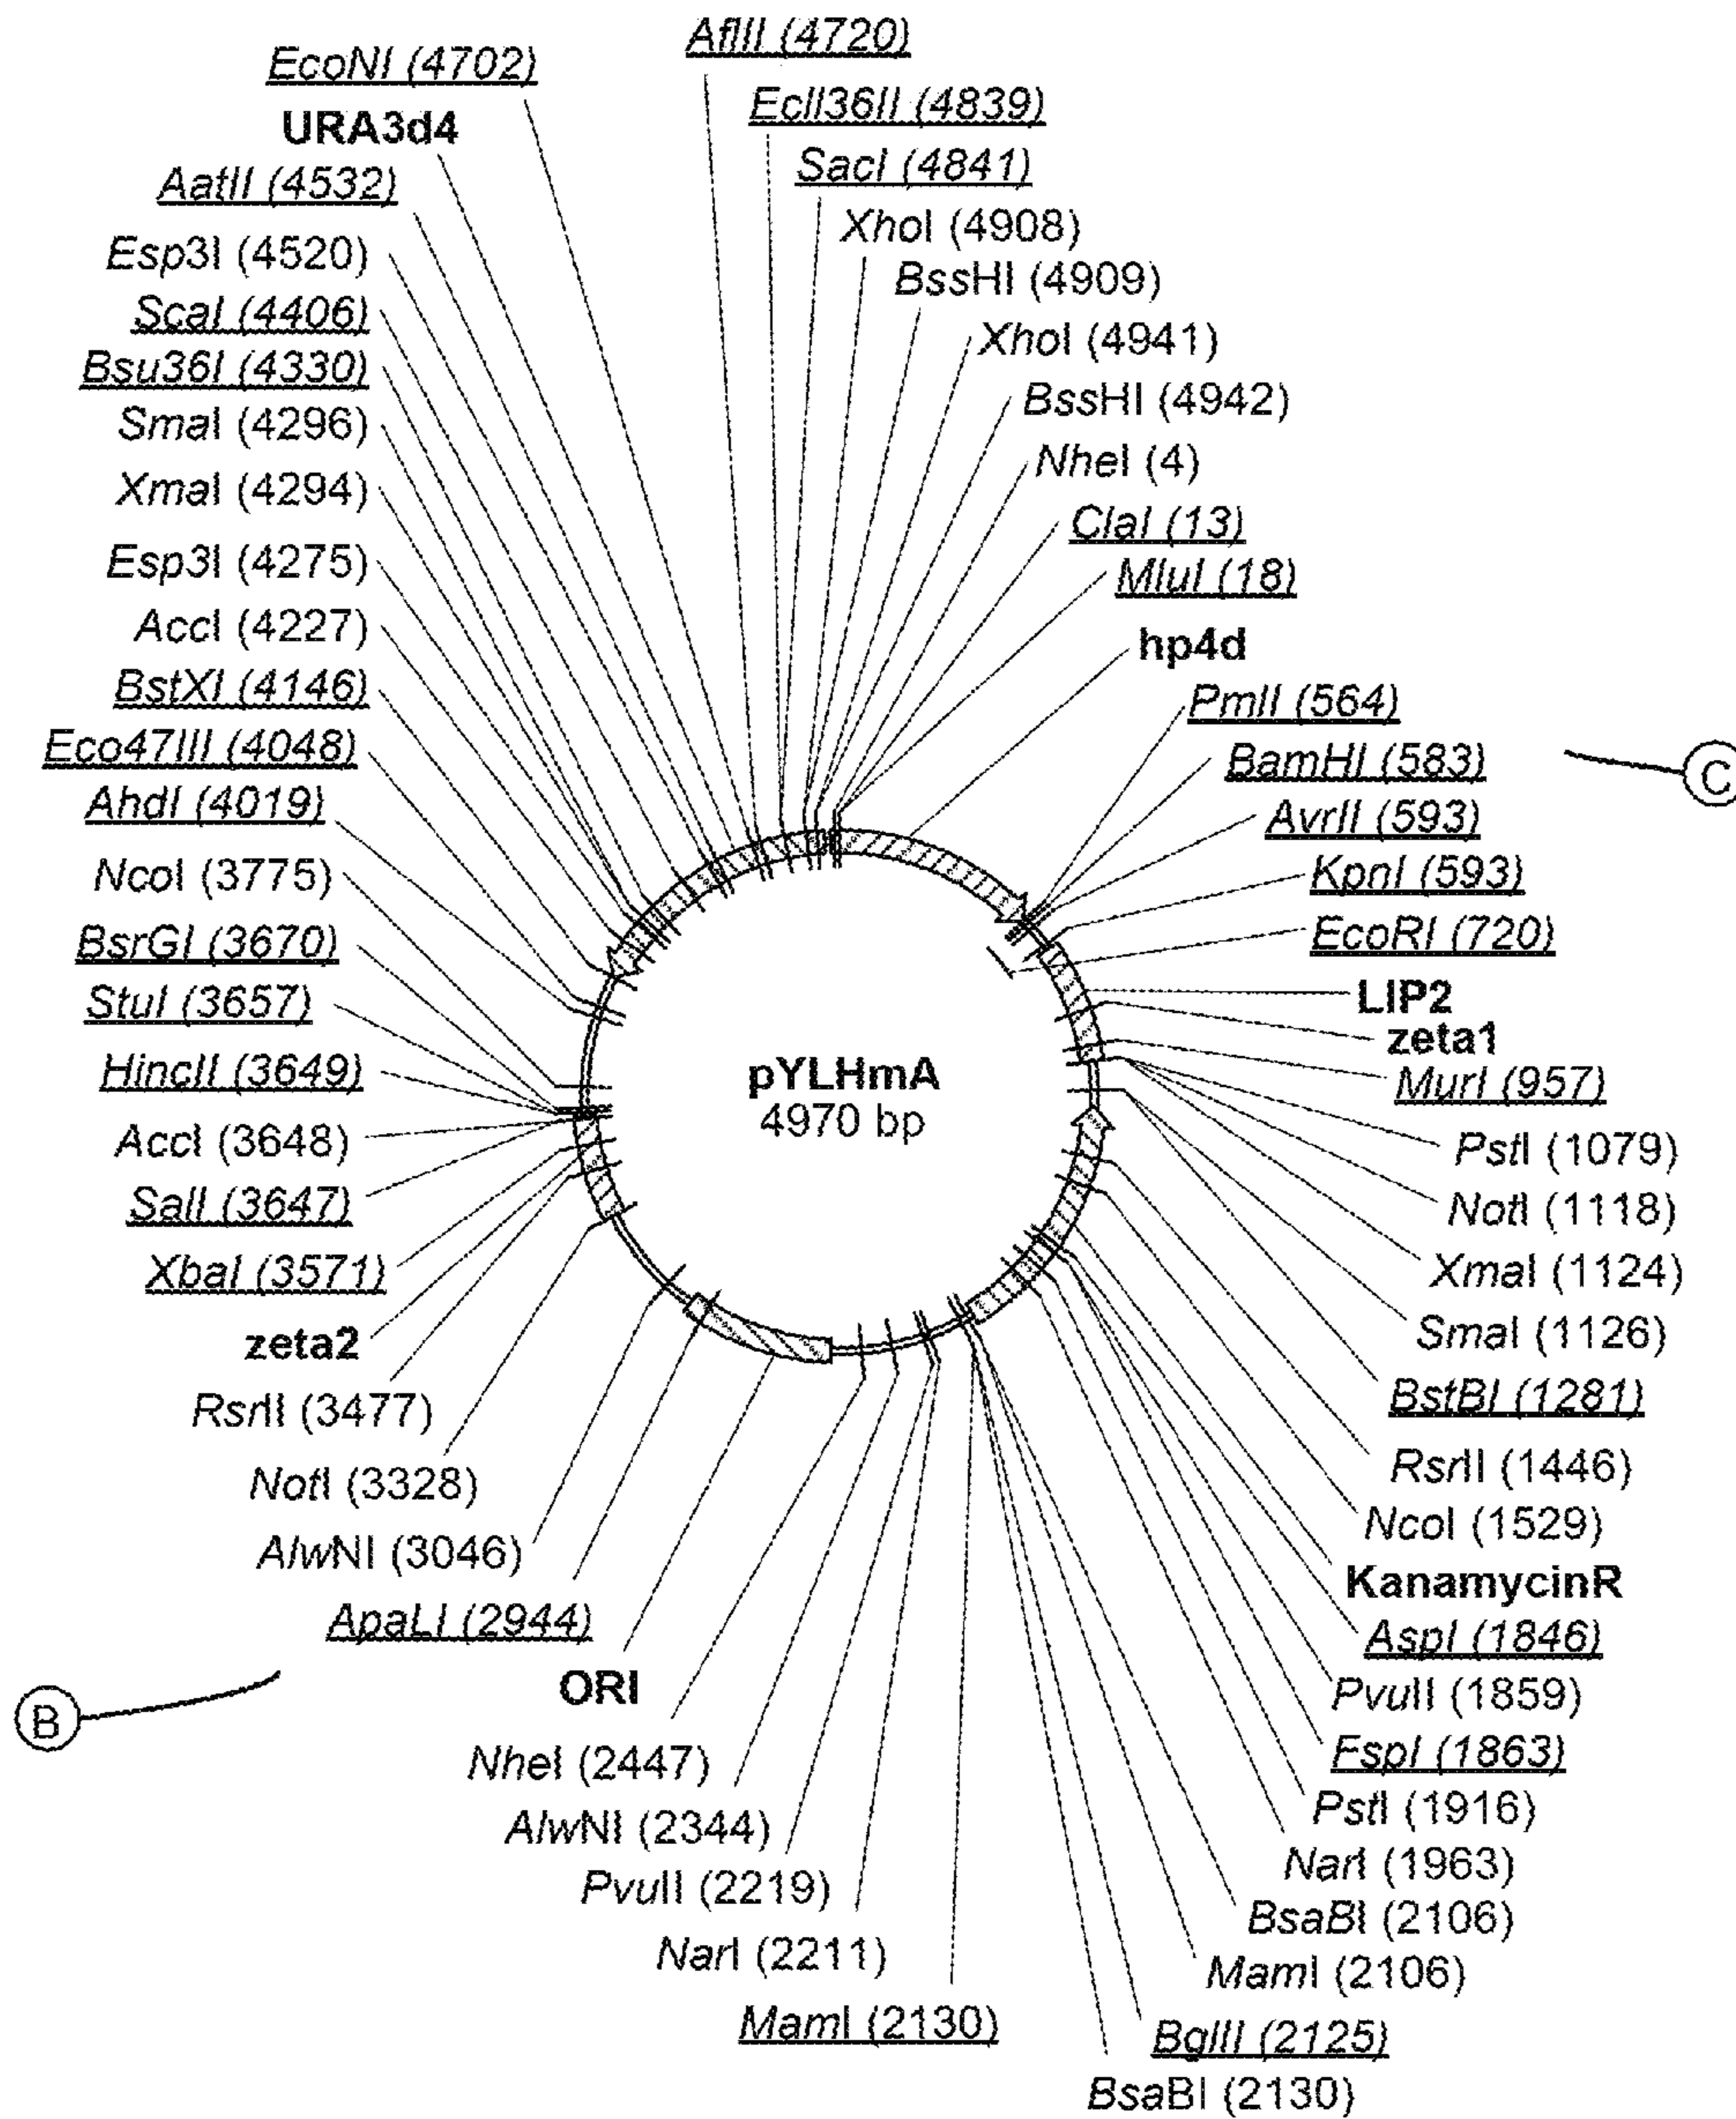 AflII (4720)
EcoNI (4702)
URA3d4
Ecll36II (4839)
AatII (4532)
SacI (4841)
Esp3I (4520)
XhoI (4908)
ScaI (4406)
BssHI (4909)
Bsu36I (4330)
XhoI (4941)
SmaI (4296)
BssHI (4942)
XmaI (4294)
NheI (4)
Esp3I (4275)
ClaI (13)
AccI (4227)
MluI (18)
BstXI (4146)
hp4d
Eco47III (4048)
PmlI (564)
AhdI (4019)
BamHI (583)
C
NcoI (3775)
AvrII (593)
BsrGI (3670)
KpnI (593)
StuI (3657)
EcoRI (720)
HincII (3649)
LIP2
zeta1
AccI (3648)
MurI (957)
pYLHmA
4970 bp
SalI (3647)
PstI (1079)
XbaI (3571)
NotI (1118)
zeta2
XmaI (1124)
RsrII (3477)
SmaI (1126)
NotI (3328)
BstBI (1281)
AlwNI (3046)
RsrII (1446)
ApaLI (2944)
NcoI (1529)
ORI
KanamycinR
B
AspI (1846)
NheI (2447)
PvuII (1859)
AlwNI (2344)
FspI (1863)
PvuII (2219)
PstI (1916)
NarI (2211)
NarI (1963)
MamI (2130)
BsaBI (2106)
MamI (2106)
BglII (2125)
BsaBI (2130)